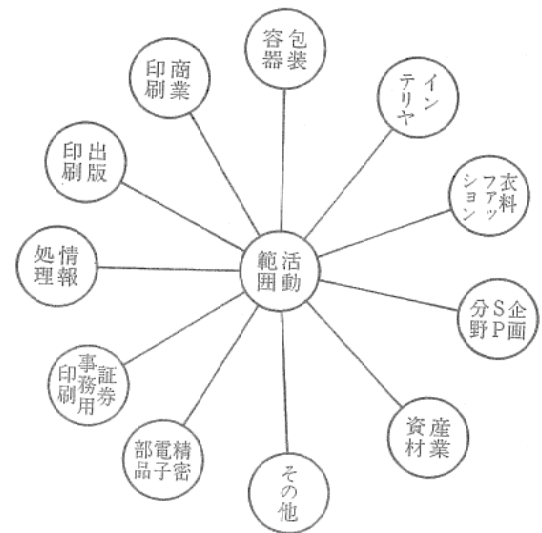 活動
範囲
包装
容器
イン
テリヤ
衣料
ファッ
ション
企画
SP
分野
産業
資材
その他
精密
電子
部品
証券
事務用
印刷
情報
処理
出版
印刷
商業
印刷